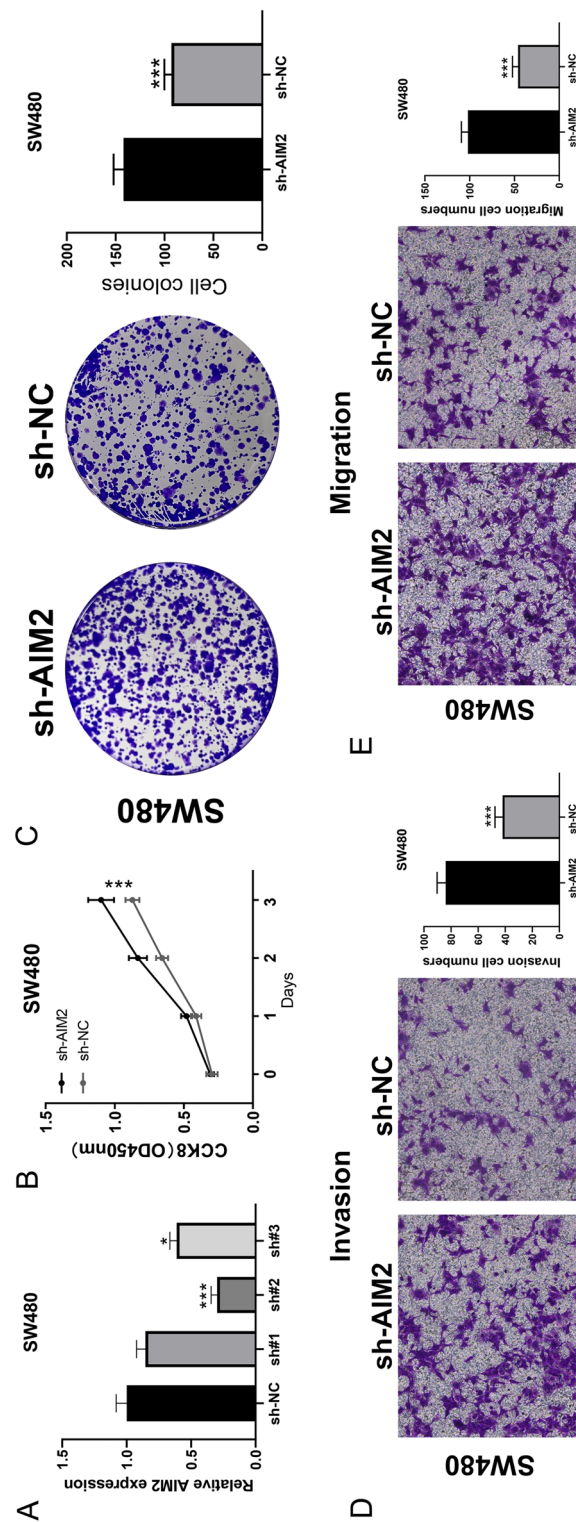 A
SW480
Relative AIM2 expression
1.5
1.0
0.5
0.0
sh-NC
sh#1
sh#2
sh#3
***
*
B
SW480
CCK8(OD450nm)
1.5
1.0
0.5
0.0
sh-AIM2
sh-NC
***
0
1
2
3
Days
C
sh-AIM2
sh-NC
SW480
SW480
Cell colonies
200
150
100
50
0
***
sh-AIM2
sh-NC
D
Invasion
sh-AIM2
sh-NC
SW480
SW480
Invasion cell numbers
100
80
60
40
20
0
***
sh-AIM2
sh-NC
E
Migration
sh-AIM2
sh-NC
SW480
SW480
Migration cell numbers
150
100
50
0
***
sh-AIM2
sh-NC